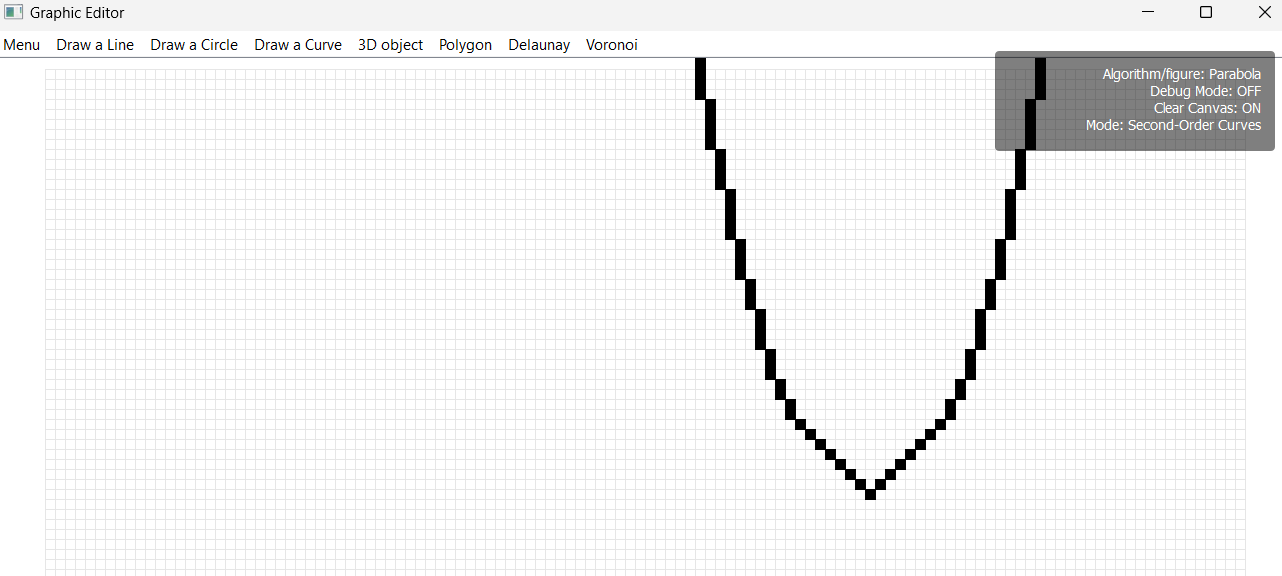 Graphic Editor
Menu Draw a Line Draw a Circle Draw a Curve 3D object Polygon Delaunay Voronoi
Algorithm/figure: Parabola
Debug Mode: OFF
Clear Canvas: ON
Mode: Second-Order Curves